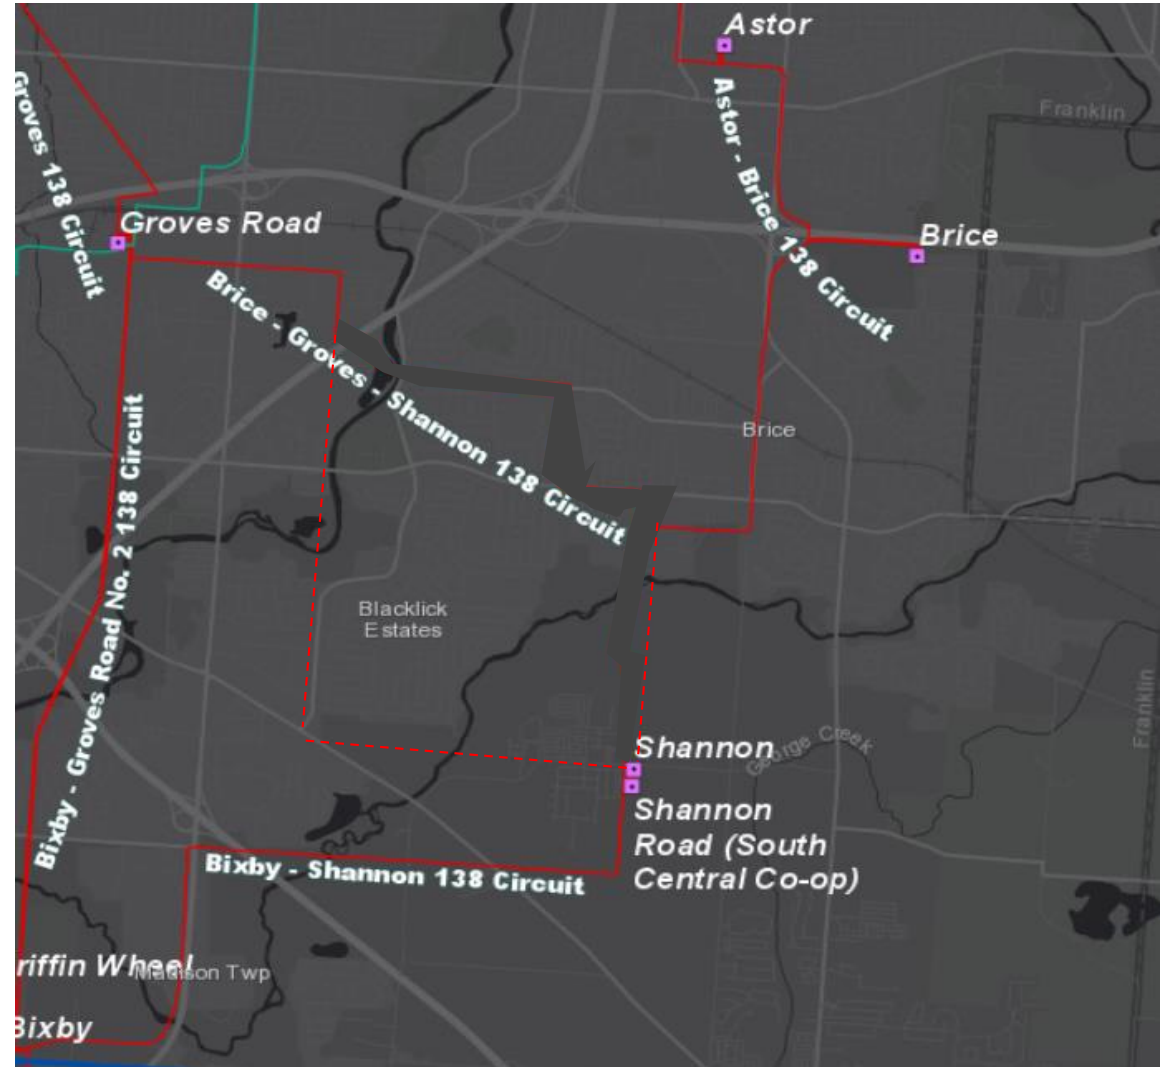 Astor
Franklin
Groves 138 Circuit
Astor - Brice 138 Circuit
Groves Road
Brice
Brice - Groves - Shannon 138 Circuit
Brice
Bixby - Groves Road No. 2 138 Circuit
Blacklick
Estates
Franklin
Shannon
George Creek
Shannon
Road (South
Central Co-op)
Bixby - Shannon 138 Circuit
riffin Wheel
Madison Twp
Bixby